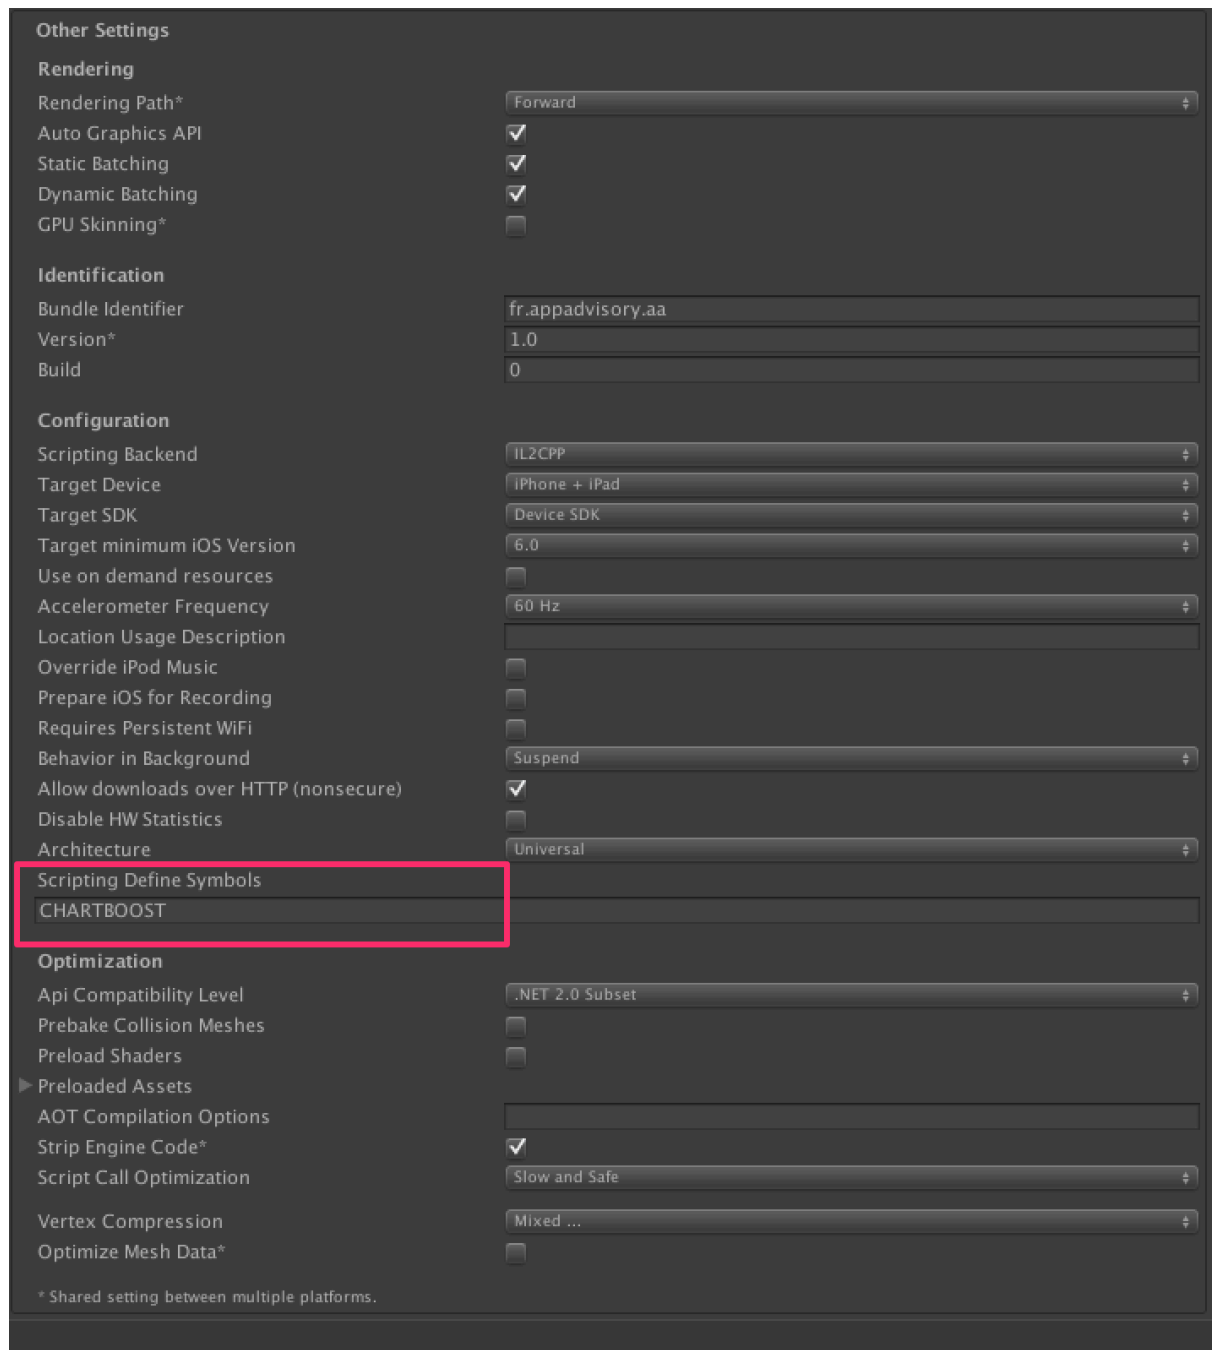 Other Settings
Rendering
Rendering Path* Forward
Auto Graphics API
Static Batching
Dynamic Batching
GPU Skinning*
Identification
Bundle Identifier fr.appadvisory.aa
Version* 1.0
Build 0
Configuration
Scripting Backend IL2CPP
Target Device iPhone + iPad
Target SDK Device SDK
Target minimum iOS Version 6.0
Use on demand resources
Accelerometer Frequency 60 Hz
Location Usage Description
Override iPod Music
Prepare iOS for Recording
Requires Persistent WiFi
Behavior in Background Suspend
Allow downloads over HTTP (nonsecure)
Disable HW Statistics
Architecture Universal
Scripting Define Symbols
CHARTBOOST
Optimization
Api Compatibility Level .NET 2.0 Subset
Prebake Collision Meshes
Preload Shaders
Preloaded Assets
AOT Compilation Options
Strip Engine Code*
Script Call Optimization Slow and Safe
Vertex Compression Mixed ...
Optimize Mesh Data*
* Shared setting between multiple platforms.